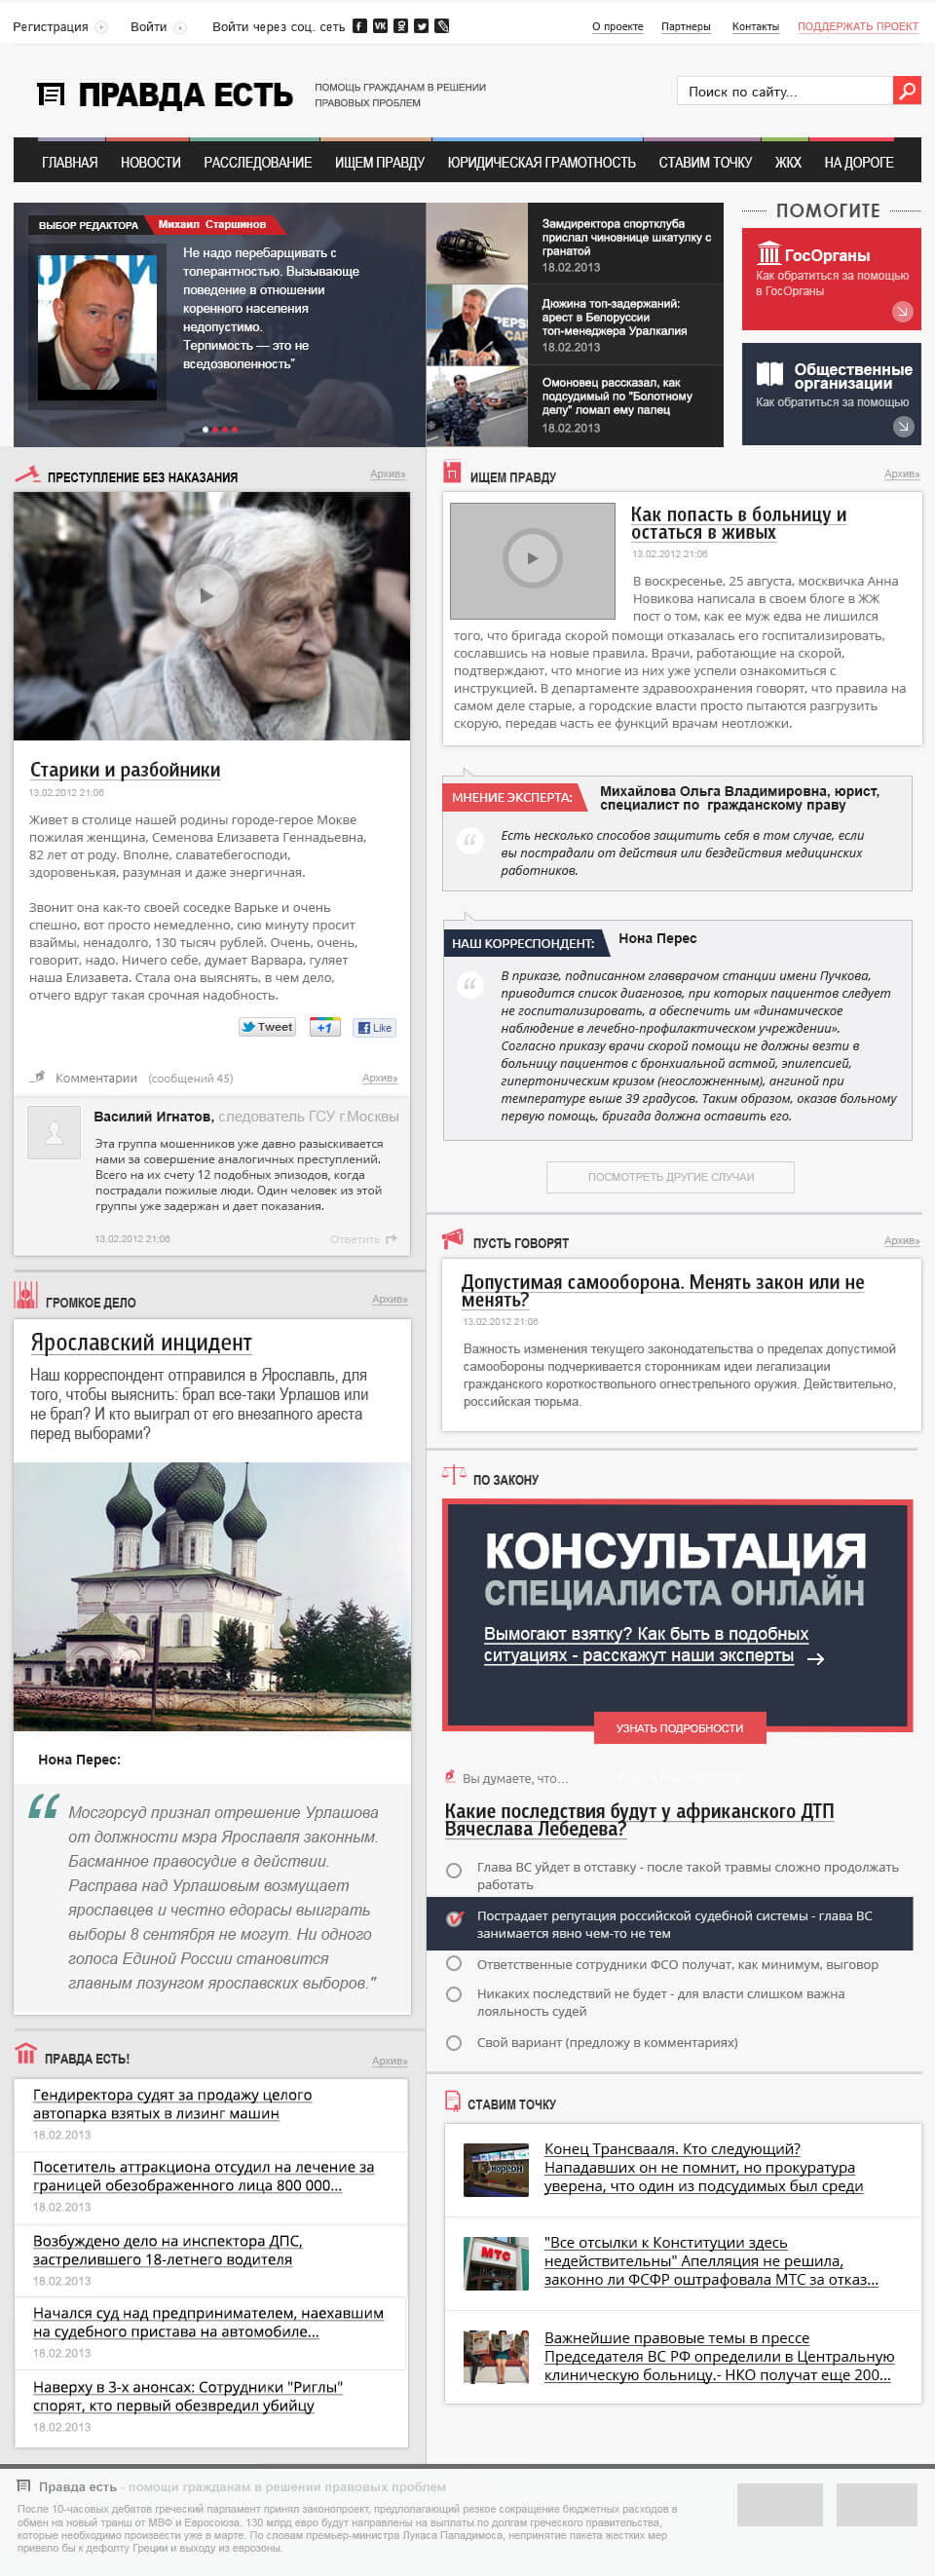 Регистрация Войти Войти через соц. сеть
О проекте Партнеры Контакты ПОДДЕРЖАТЬ ПРОЕКТ
ПРАВДА ЕСТЬ
ПОМОЩЬ ГРАЖДАНАМ В РЕШЕНИИ
ПРАВОВЫХ ПРОБЛЕМ
Поиск по сайту...
ГЛАВНАЯ НОВОСТИ РАССЛЕДОВАНИЕ ИЩЕМ ПРАВДУ ЮРИДИЧЕСКАЯ ГРАМОТНОСТЬ СТАВИМ ТОЧКУ ЖКХ НА ДОРОГЕ
ВЫБОР РЕДАКТОРА Михаил Старшинов
Не надо перебарщивать с
толерантностью. Вызывающе
поведение в отношении
коренного населения
недопустимо.
Терпимость — это не
вседозволенность"
Замдиректора спортклуба
прислал чиновнице шкатулку с
гранатой
18.02.2013
Дюжина топ-задержаний:
арест в Белоруссии
топ-менеджера Уралкалия
18.02.2013
Омоновец рассказал, как
подсудимый по "Болотному
делу" ломал ему палец
18.02.2013
ПОМОГИТЕ
ГосОрганы
Как обратиться за помощью
в ГосОрганы
Общественные
организации
Как обратиться за помощью
ПРЕСТУПЛЕНИЕ БЕЗ НАКАЗАНИЯ
Архив»
Старики и разбойники
13.02.2012 21:06
Живет в столице нашей родины городе-герое Мокве
пожилая женщина, Семенова Елизавета Геннадьевна,
82 лет от роду. Вполне, славатебегосподи,
здоровенькая, разумная и даже энергичная.
Звонит она как-то своей соседке Варьке и очень
спешно, вот просто немедленно, сию минуту просит
взаймы, ненадолго, 130 тысяч рублей. Очень, очень,
говорит, надо. Ничего себе, думает Варвара, гуляет
наша Елизавета. Стала она выяснять, в чем дело,
отчего вдруг такая срочная надобность.
Tweet +1 Like
Комментарии (сообщений 45)
Архив»
Василий Игнатов, следователь ГСУ г.Москвы
Эта группа мошенников уже давно разыскивается
нами за совершение аналогичных преступлений.
Всего на их счету 12 подобных эпизодов, когда
пострадали пожилые люди. Один человек из этой
группы уже задержан и дает показания.
13.02.2012 21:06
Ответить
ГРОМКОЕ ДЕЛО
Архив»
Ярославский инцидент
Наш корреспондент отправился в Ярославль, для
того, чтобы выяснить: брал все-таки Урлашов или
не брал? И кто выиграл от его внезапного ареста
перед выборами?
Нона Перес:
Мосгорсуд признал отрешение Урлашова
от должности мэра Ярославля законным.
Басманное правосудие в действии.
Расправа над Урлашовым возмущает
ярославцев и честно едорасы выиграть
выборы 8 сентября не могут. Ни одного
голоса Единой России становится
главным лозунгом ярославских выборов."
ПРАВДА ЕСТЬ!
Архив»
Гендиректора судят за продажу целого
автопарка взятых в лизинг машин
18.02.2013
Посетитель аттракциона отсудил на лечение за
границей обезображенного лица 800 000...
18.02.2013
Возбуждено дело на инспектора ДПС,
застрелившего 18-летнего водителя
18.02.2013
Начался суд над предпринимателем, наехавшим
на судебного пристава на автомобиле...
18.02.2013
Наверху в 3-х анонсах: Сотрудники "Риглы"
спорят, кто первый обезвредил убийцу
18.02.2013
ИЩЕМ ПРАВДУ
Архив»
Как попасть в больницу и
остаться в живых
13.02.2012 21:06
В воскресенье, 25 августа, москвичка Анна
Новикова написала в своем блоге в ЖЖ
пост о том, как ее муж едва не лишился
того, что бригада скорой помощи отказалась его госпитализировать,
сославшись на новые правила. Врачи, работающие на скорой,
подтверждают, что многие из них уже успели ознакомиться с
инструкцией. В департаменте здравоохранения говорят, что правила на
самом деле старые, а городские власти просто пытаются разгрузить
скорую, передав часть ее функций врачам неотложки.
МНЕНИЕ ЭКСПЕРТА:
Михайлова Ольга Владимировна, юрист,
специалист по гражданскому праву
Есть несколько способов защитить себя в том случае, если
вы пострадали от действия или бездействия медицинских
работников.
НАШ КОРРЕСПОНДЕНТ:
Нона Перес
В приказе, подписанном главврачом станции имени Пучкова,
приводится список диагнозов, при которых пациентов следует
не госпитализировать, а обеспечить им «динамическое
наблюдение в лечебно-профилактическом учреждении».
Согласно приказу врачи скорой помощи не должны везти в
больницу пациентов с бронхиальной астмой, эпилепсией,
гипертоническим кризом (неосложненным), ангиной при
температуре выше 39 градусов. Таким образом, оказав больному
первую помощь, бригада должна оставить его.
ПОСМОТРЕТЬ ДРУГИЕ СЛУЧАИ
ПУСТЬ ГОВОРЯТ
Архив»
Допустимая самооборона. Менять закон или не
менять?
13.02.2012 21:06
Важность изменения текущего законодательства о пределах допустимой
самообороны подчеркивается сторонникам идеи легализации
гражданского короткоствольного огнестрельного оружия. Действительно,
российская тюрьма.
ПО ЗАКОНУ
КОНСУЛЬТАЦИЯ
СПЕЦИАЛИСТА ОНЛАЙН
Вымогают взятку? Как быть в подобных
ситуациях - расскажут наши эксперты
УЗНАТЬ ПОДРОБНОСТИ
Вы думаете, что...
Какие последствия будут у африканского ДТП
Вячеслава Лебедева?
Глава ВС уйдет в отставку - после такой травмы сложно продолжать
работать
Пострадает репутация российской судебной системы - глава ВС
занимается явно чем-то не тем
Ответственные сотрудники ФСО получат, как минимум, выговор
Никаких последствий не будет - для власти слишком важна
лояльность судей
Свой вариант (предложу в комментариях)
СТАВИМ ТОЧКУ
Конец Трансвааля. Кто следующий?
Нападавших он не помнит, но прокуратура
уверена, что один из подсудимых был среди
МТС
"Все отсылки к Конституции здесь
недействительны" Апелляция не решила,
законно ли ФСФР оштрафовала МТС за отказ...
Важнейшие правовые темы в прессе
Председателя ВС РФ определили в Центральную
клиническую больницу.- НКО получат еще 200...
Правда есть - помощи гражданам в решении правовых проблем
После 10-часовых дебатов греческий парламент принял законопроект, предполагающий резкое сокращение бюджетных расходов в
обмен на новый транш от МВФ и Евросоюза. 130 млрд евро будут направлены на выплаты по долгам греческого правительства,
которые необходимо произвести уже в марте. По словам премьер-министра Лукаса Пападимоса, непринятие пакета жестких мер
привело бы к дефолту Греции и выходу из еврозоны.